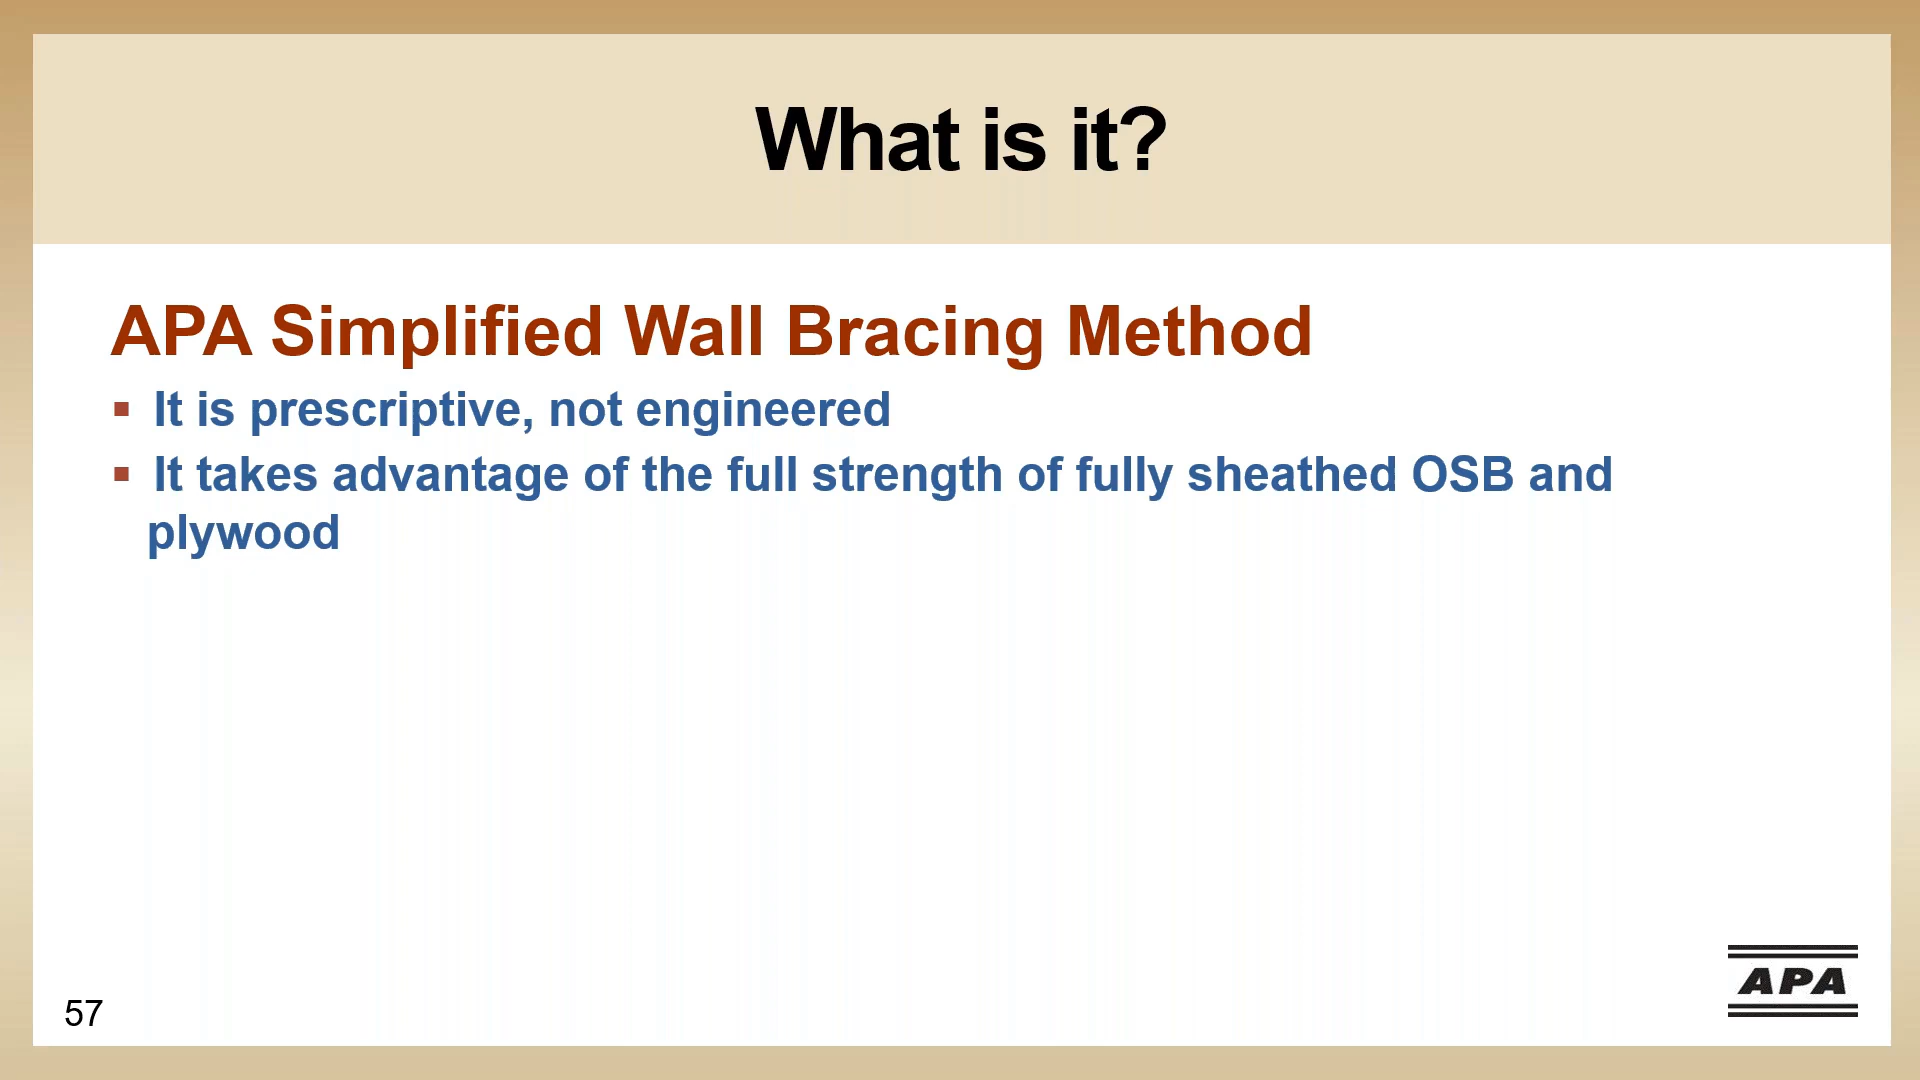 What is it?
APA Simplified Wall Bracing Method
▪ It is prescriptive, not engineered
▪ It takes advantage of the full strength of fully sheathed OSB and
plywood
57
APA